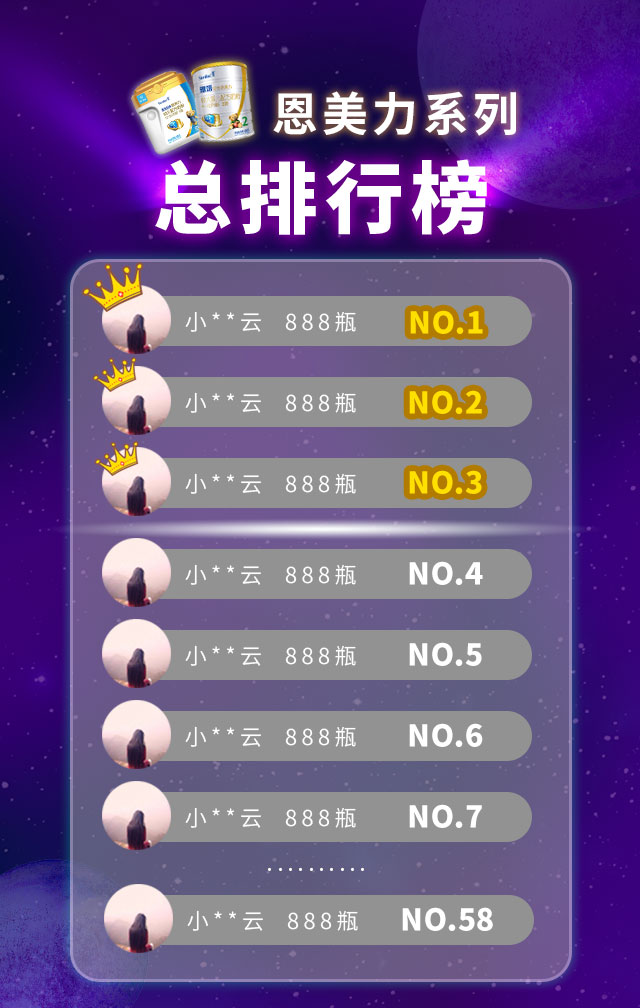 恩美力系列
总排行榜
小**云 888瓶 NO.1
小**云 888瓶 NO.2
小**云 888瓶 NO.3
小**云 888瓶 NO.4
小**云 888瓶 NO.5
小**云 888瓶 NO.6
小**云 888瓶 NO.7
..........
小**云 888瓶 NO.58